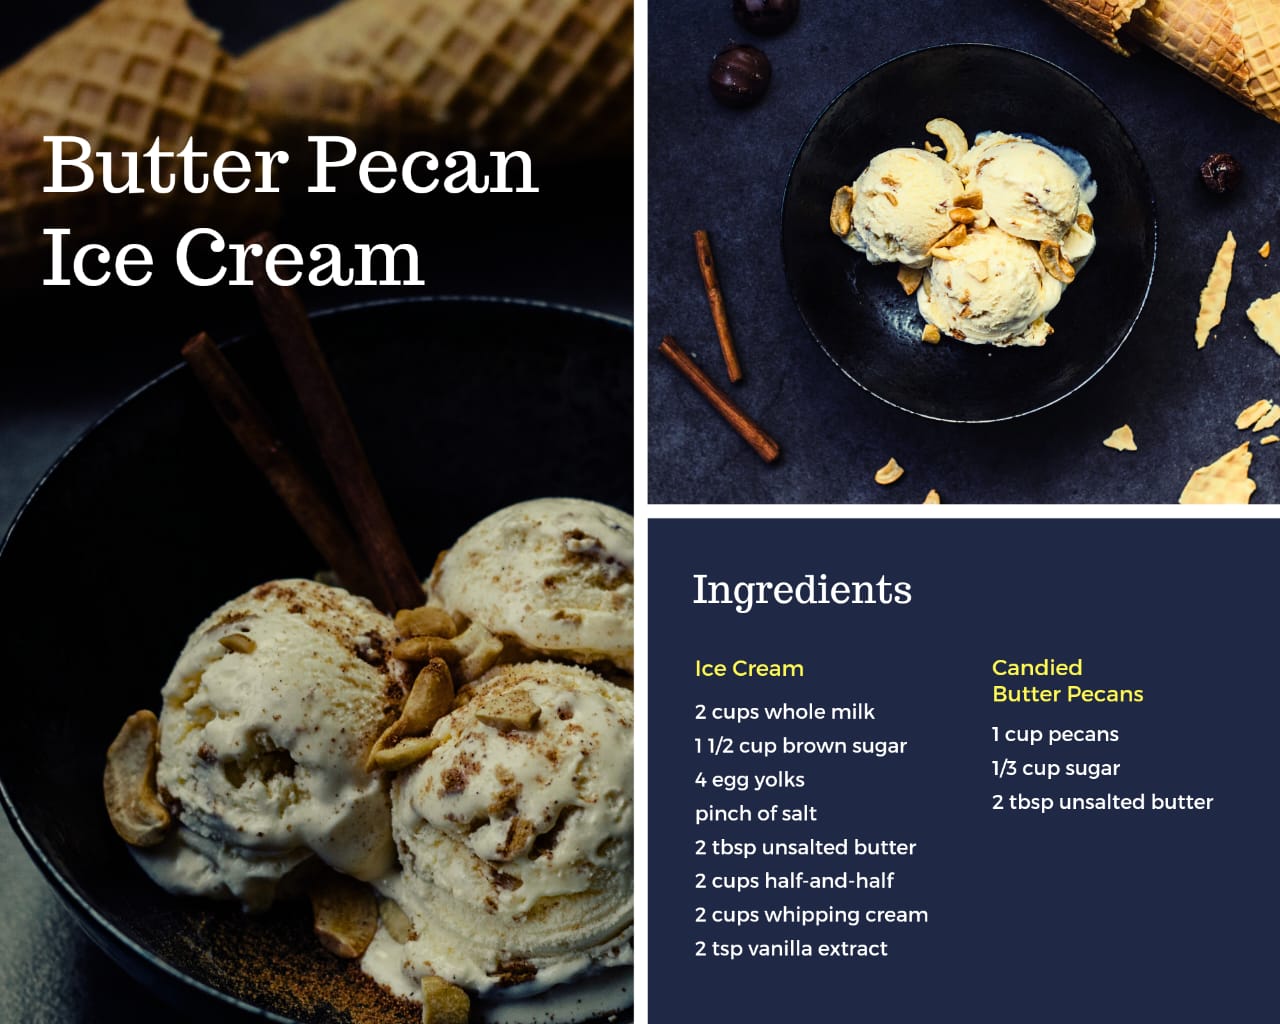 Butter Pecan
Ice Cream
Ingredients
Ice Cream
2 cups whole milk
1 1/2 cup brown sugar
4 egg yolks
pinch of salt
2 tbsp unsalted butter
2 cups half-and-half
2 cups whipping cream
2 tsp vanilla extract
Candied
Butter Pecans
1 cup pecans
1/3 cup sugar
2 tbsp unsalted butter